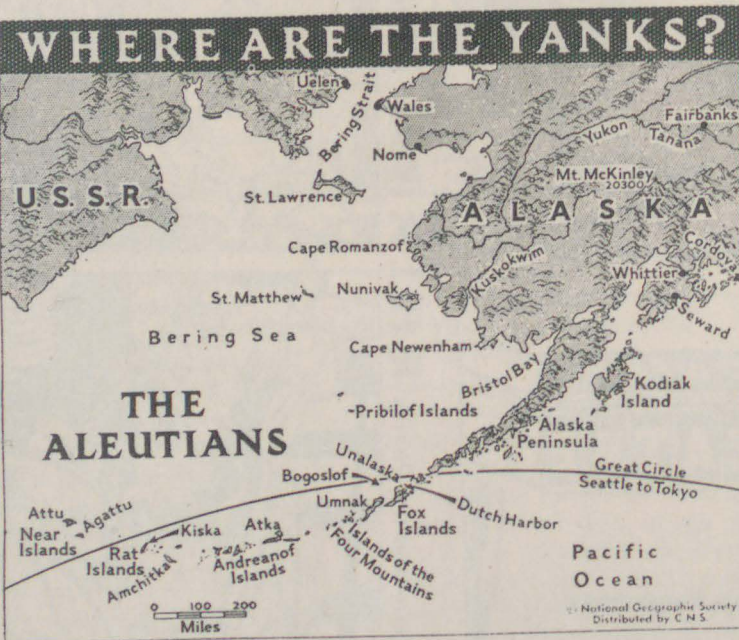 WHERE ARE THE YANKS?
Uelen
Bering Strait
Wales
Fairbanks
Yukon
Tanana
Nome
Mt. McKinley
20300
St. Lawrence
U.S.S.R.
ALASKA
Cape Romanzof
Cordova
Kuskokwim
Whittier
St. Matthew
Nunivak
Seward
Bering Sea
Cape Newenham
Bristol Bay
Kodiak
Island
THE
ALEUTIANS
Pribilof Islands
Alaska
Peninsula
Unalaska
Bogoslof
Great Circle
Seattle to Tokyo
Umnak
Dutch Harbor
Fox
Islands
Attu
Agattu
Near
Islands
Kiska
Atka
Rat
Islands
Amchitka
Andreanof
Islands
Islands of the
Four Mountains
Pacific
Ocean
0 100 200
Miles
National Geographic Society
Distributed by C N S